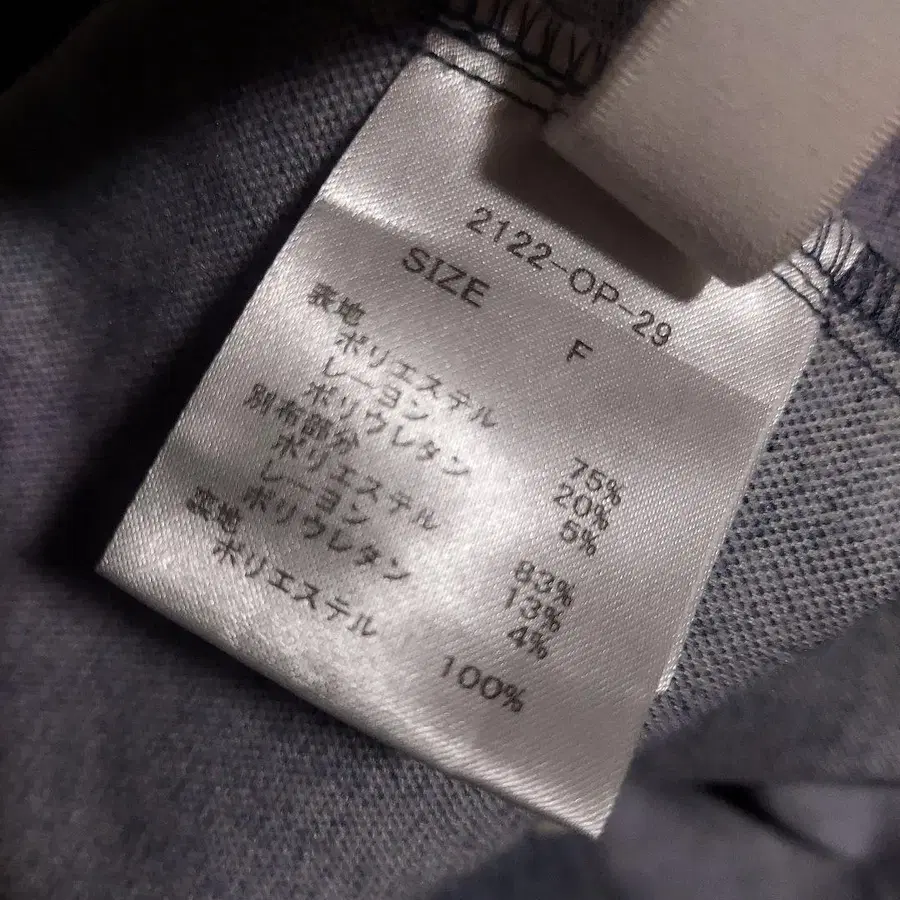 2122-OP-29
SIZE F
表地
ポリエステル 75%
レーヨン 20%
ポリウレタン 5%
別布部分
ポリエステル 83%
レーヨン 13%
ポリウレタン 4%
裏地
ポリエステル 100%